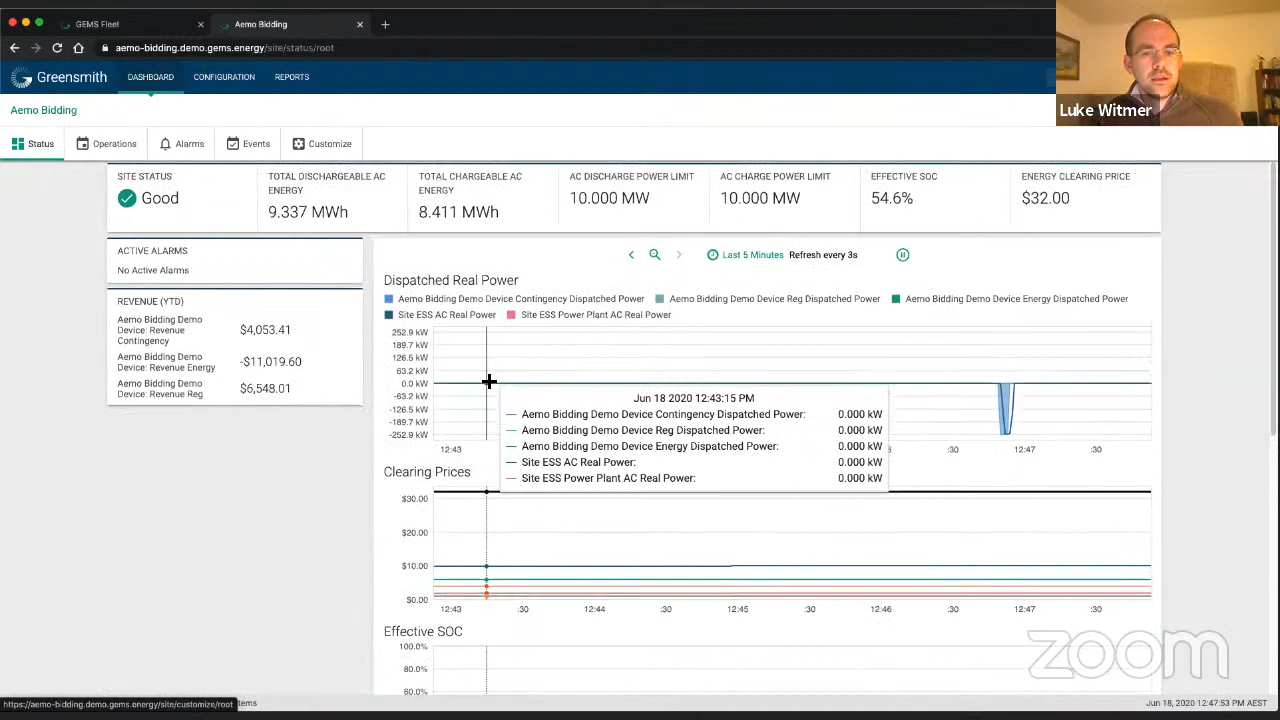 GEMS Fleet
Aemo Bidding
aemo-bidding.demo.gems.energy/site/status/root
Greensmith
DASHBOARD
CONFIGURATION
REPORTS
Luke Witmer
Aemo Bidding
Status
Operations
Alarms
Events
Customize
SITE STATUS
Good
TOTAL DISCHARGEABLE AC
ENERGY
9.337 MWh
TOTAL CHARGEABLE AC
ENERGY
8.411 MWh
AC DISCHARGE POWER LIMIT
10.000 MW
AC CHARGE POWER LIMIT
10.000 MW
EFFECTIVE SOC
54.6%
ENERGY CLEARING PRICE
$32.00
ACTIVE ALARMS
No Active Alarms
REVENUE (YTD)
Aemo Bidding Demo
Device: Revenue
Contingency
$4,053.41
Aemo Bidding Demo
Device: Revenue Energy
-$11,019.60
Aemo Bidding Demo
Device: Revenue Reg
$6,548.01
Last 5 Minutes Refresh every 3s
Dispatched Real Power
Aemo Bidding Demo Device Contingency Dispatched Power
Aemo Bidding Demo Device Reg Dispatched Power
Aemo Bidding Demo Device Energy Dispatched Power
Site ESS AC Real Power
Site ESS Power Plant AC Real Power
252.9 kW
189.7 kW
126.5 kW
63.2 kW
0.0 kW
-63.2 kW
-126.5 kW
-189.7 kW
-252.9 kW
12:43
:30
12:47
:30
Jun 18 2020 12:43:15 PM
Aemo Bidding Demo Device Contingency Dispatched Power: 0.000 kW
Aemo Bidding Demo Device Reg Dispatched Power: 0.000 kW
Aemo Bidding Demo Device Energy Dispatched Power: 0.000 kW
Site ESS AC Real Power: 0.000 kW
Site ESS Power Plant AC Real Power: 0.000 kW
Clearing Prices
$30.00
$20.00
$10.00
$0.00
12:43
:30
12:44
:30
12:45
:30
12:46
:30
12:47
:30
Effective SOC
100.0%
80.0%
60.0%
zoom
https://aemo-bidding.demo.gems.energy/site/customize/root
tems
Jun 18, 2020 12:47:53 PM AEST